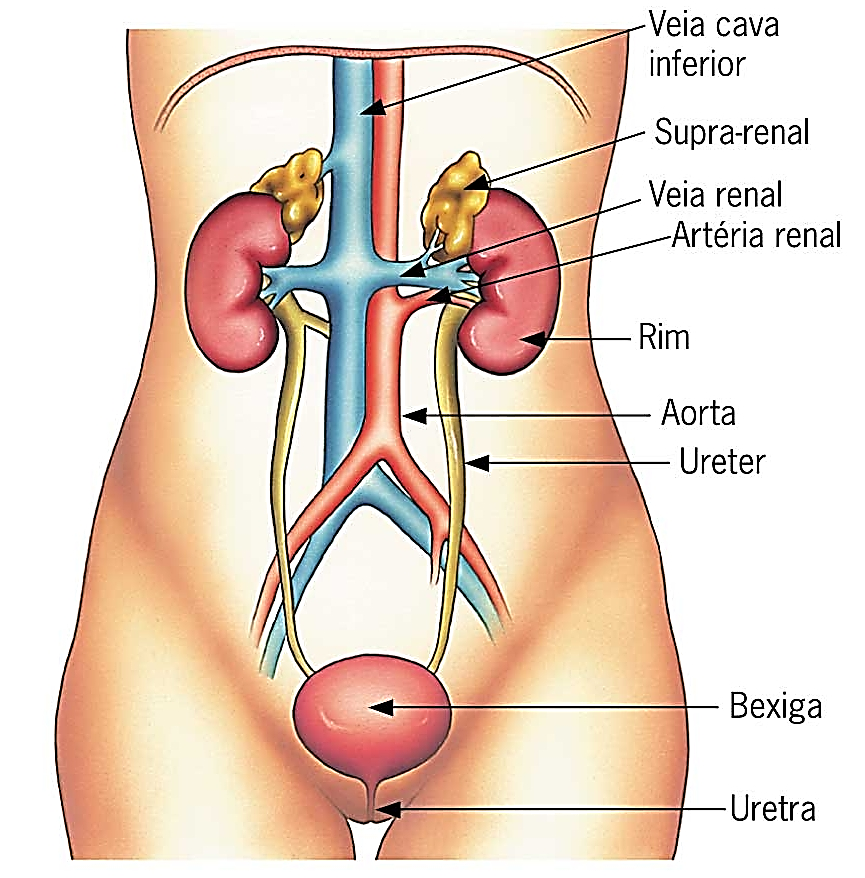 Veia cava
inferior
Supra-renal
Veia renal
Artéria renal
Rim
Aorta
Ureter
Bexiga
Uretra